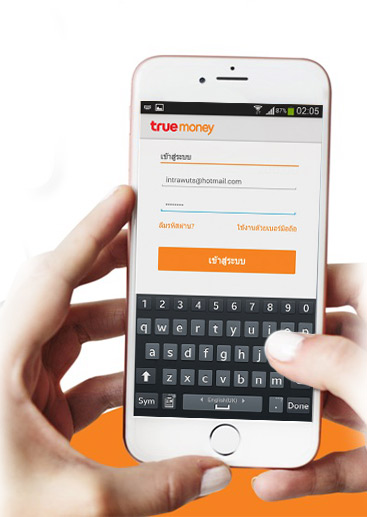 87% 02:05
truemoney
เข้าสู่ระบบ
intrawuts@hotmail.com
········
ลืมรหัสผ่าน? ใช้งานด้วยเบอร์มือถือ
เข้าสู่ระบบ
1 2 3 4 5 6 7 8 9 0
q w e r t y u i o p
a s d f g h j
z x c v b n m
Sym English(UK) . Done